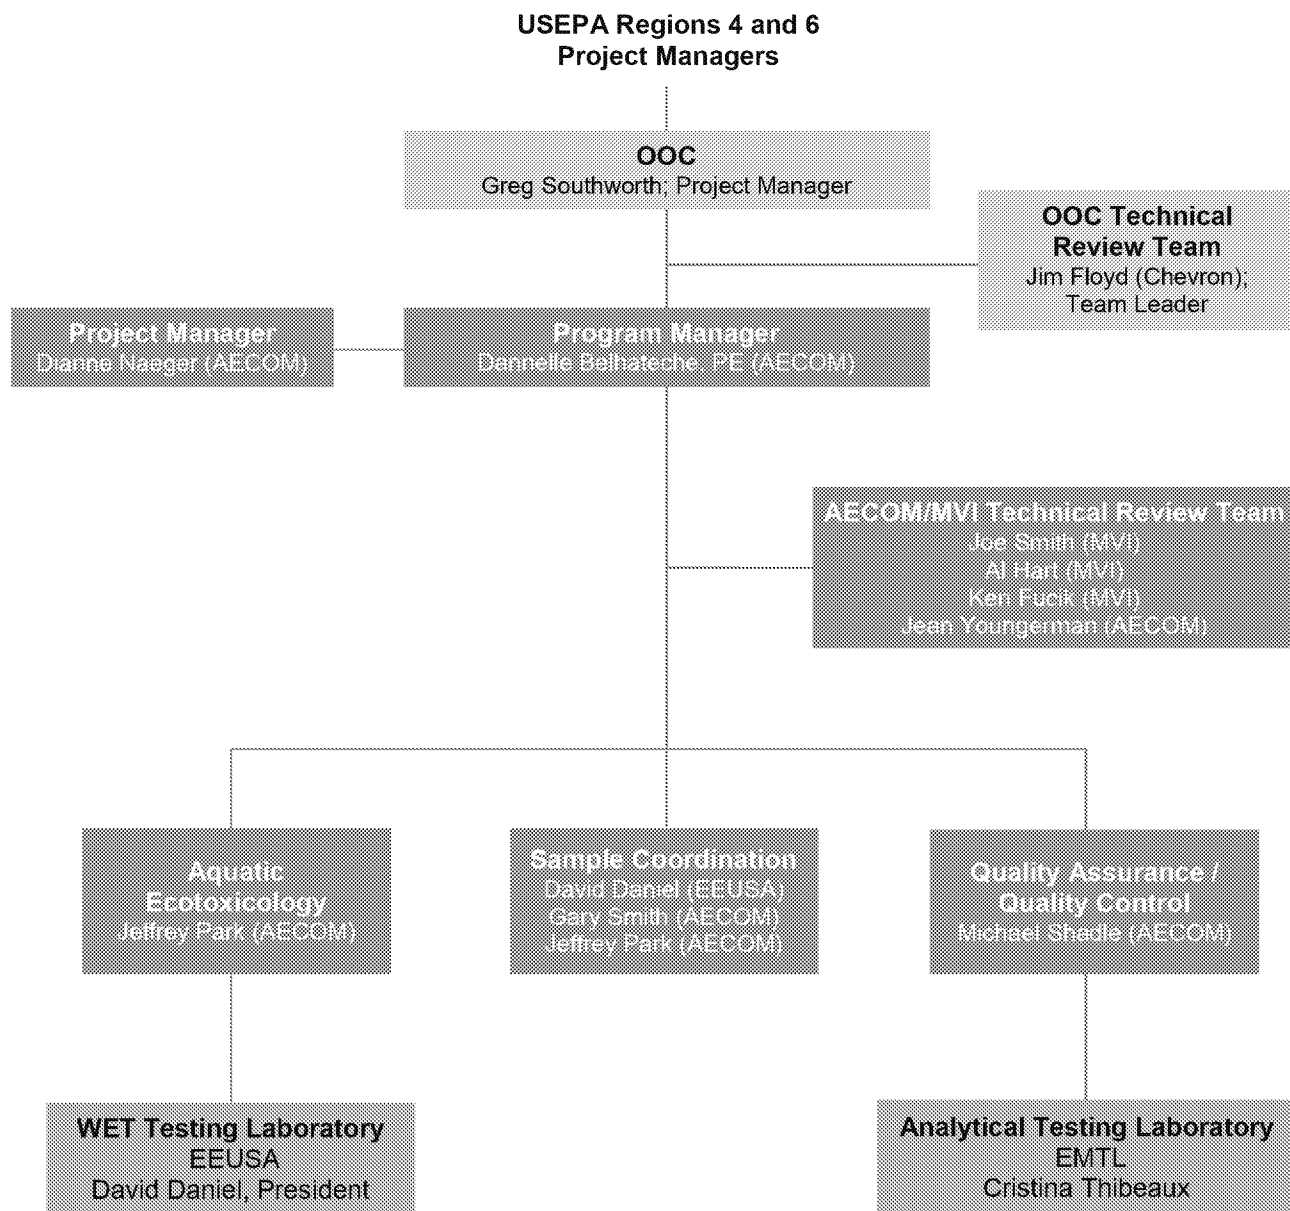 USEPA Regions 4 and 6
Project Managers
OOC
Greg Southworth; Project Manager
OOC Technical
Review Team
Jim Floyd (Chevron);
Team Leader
Project Manager
Dianne Naeger (AECOM)
Program Manager
Dannelle Belhateche, PE (AECOM)
AECOM/MVI Technical Review Team
Joe Smith (MVI)
Al Hart (MVI)
Ken Fucik (MVI)
Jean Youngerman (AECOM)
Aquatic
Ecotoxicology
Jeffrey Park (AECOM)
Sample Coordination
David Daniel (EEUSA)
Gary Smith (AECOM)
Jeffrey Park (AECOM)
Quality Assurance /
Quality Control
Michael Shadle (AECOM)
WET Testing Laboratory
EEUSA
David Daniel, President
Analytical Testing Laboratory
EMTL
Cristina Thibeaux